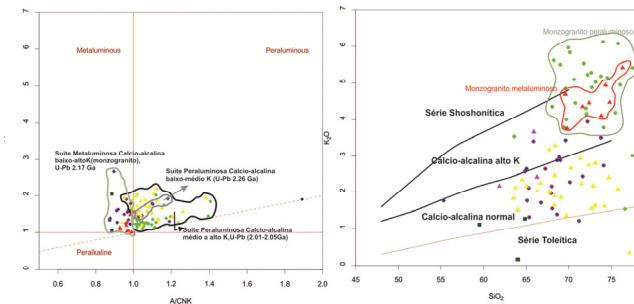 7
6
5
4
3
2
1
0
Metaluminous
Peraluminous
Suite Metaluminosa Calcio-alcalina
baixo-altoK(monzogranito),
U-Pb 2.17 Ga
Suite Peraluminosa Calcio-alcalina
baixo-médio K (U-Pb 2.26 Ga)
Suite Peraluminosa Calcio-alcalina
médio a alto K,U-Pb (2.01-2.05Ga)
Peralkaline
0.4
0.6
0.8
1.0
1.2
1.4
1.6
1.8
2.0
A/CNK
7
6
5
4
3
2
1
0
K₂O
Monzogranito peraluminoso
Monzogranito metaluminoso
Série Shoshonítica
Cálcio-alcalina alto K
Calcio-alcalina normal
Série Toleítica
45
50
55
60
65
70
75
SiO₂